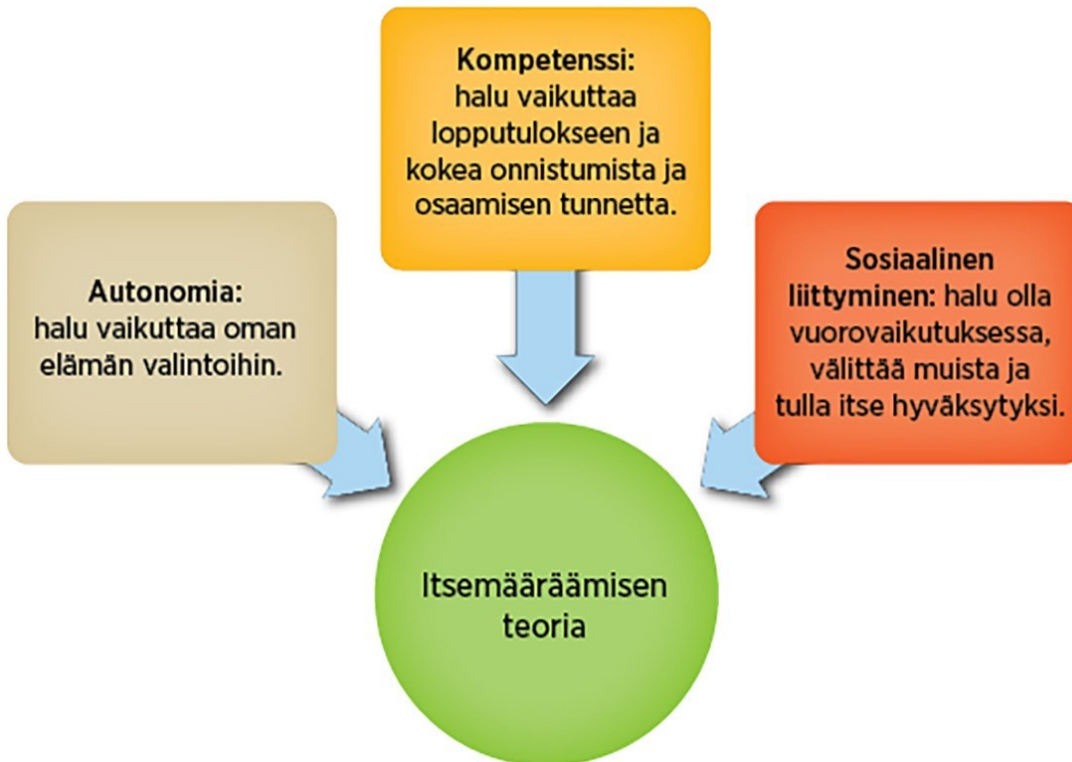 Kompetenssi:
halu vaikuttaa
lopputulokseen ja
kokea onnistumista ja
osaamisen tunnetta.
Autonomia:
halu vaikuttaa oman
elämän valintoihin.
Sosiaalinen
liittyminen: halu olla
vuorovaikutuksessa,
välittää muista ja
tulla itse hyväksytyksi.
Itsemääräämisen
teoria